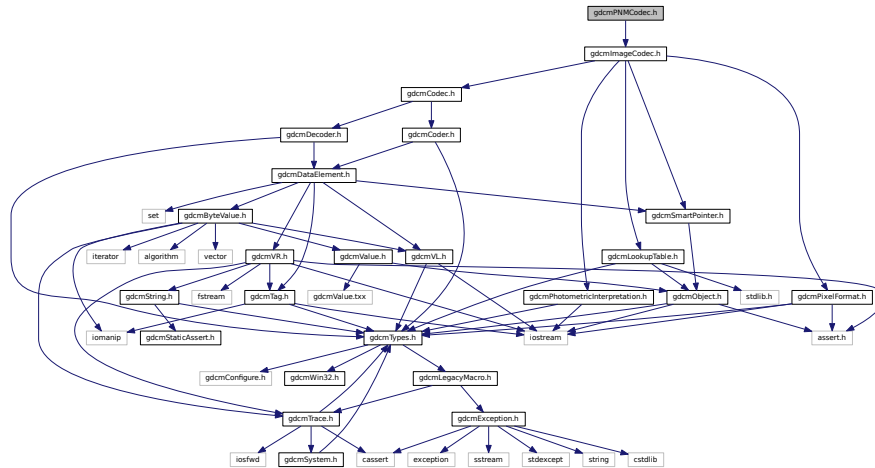 gdcmPNMCodec.h
gdcmImageCodec.h
gdcmCodec.h
gdcmDecoder.h
gdcmCoder.h
gdcmDataElement.h
set
gdcmByteValue.h
gdcmSmartPointer.h
iterator
algorithm
vector
gdcmVR.h
gdcmValue.h
gdcmVL.h
gdcmLookupTable.h
gdcmString.h
fstream
gdcmTag.h
gdcmValue.txx
gdcmPhotometricInterpretation.h
gdcmObject.h
stdlib.h
gdcmPixelFormat.h
iomanip
gdcmStaticAssert.h
gdcmTypes.h
iostream
assert.h
gdcmConfigure.h
gdcmWin32.h
gdcmLegacyMacro.h
gdcmTrace.h
gdcmException.h
iosfwd
gdcmSystem.h
cassert
exception
sstream
stdexcept
string
cstdlib